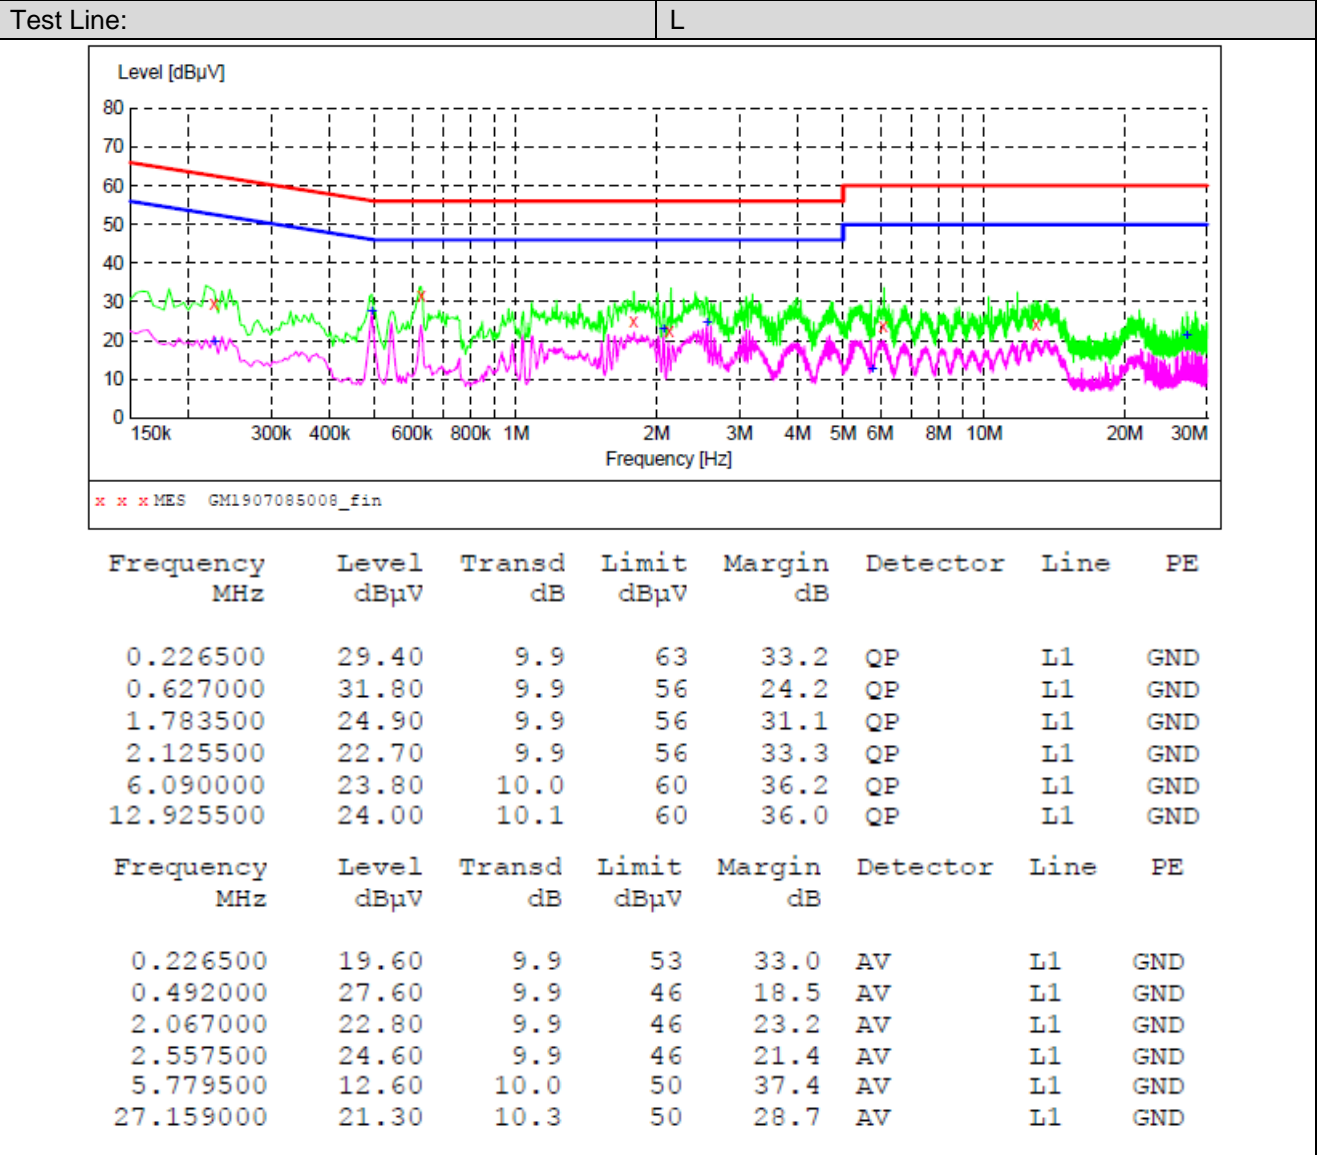 Test Line: L
Level [dBµV]
80
70
60
50
40
30
20
10
0
150k 300k 400k 600k 800k 1M 2M 3M 4M 5M 6M 8M 10M 20M 30M
Frequency [Hz]
x x x MES GM1907085008_fin
Frequency Level Transd Limit Margin Detector Line PE
MHz dBµV dB dBµV dB
0.226500 29.40 9.9 63 33.2 QP L1 GND
0.627000 31.80 9.9 56 24.2 QP L1 GND
1.783500 24.90 9.9 56 31.1 QP L1 GND
2.125500 22.70 9.9 56 33.3 QP L1 GND
6.090000 23.80 10.0 60 36.2 QP L1 GND
12.925500 24.00 10.1 60 36.0 QP L1 GND
Frequency Level Transd Limit Margin Detector Line PE
MHz dBµV dB dBµV dB
0.226500 19.60 9.9 53 33.0 AV L1 GND
0.492000 27.60 9.9 46 18.5 AV L1 GND
2.067000 22.80 9.9 46 23.2 AV L1 GND
2.557500 24.60 9.9 46 21.4 AV L1 GND
5.779500 12.60 10.0 50 37.4 AV L1 GND
27.159000 21.30 10.3 50 28.7 AV L1 GND